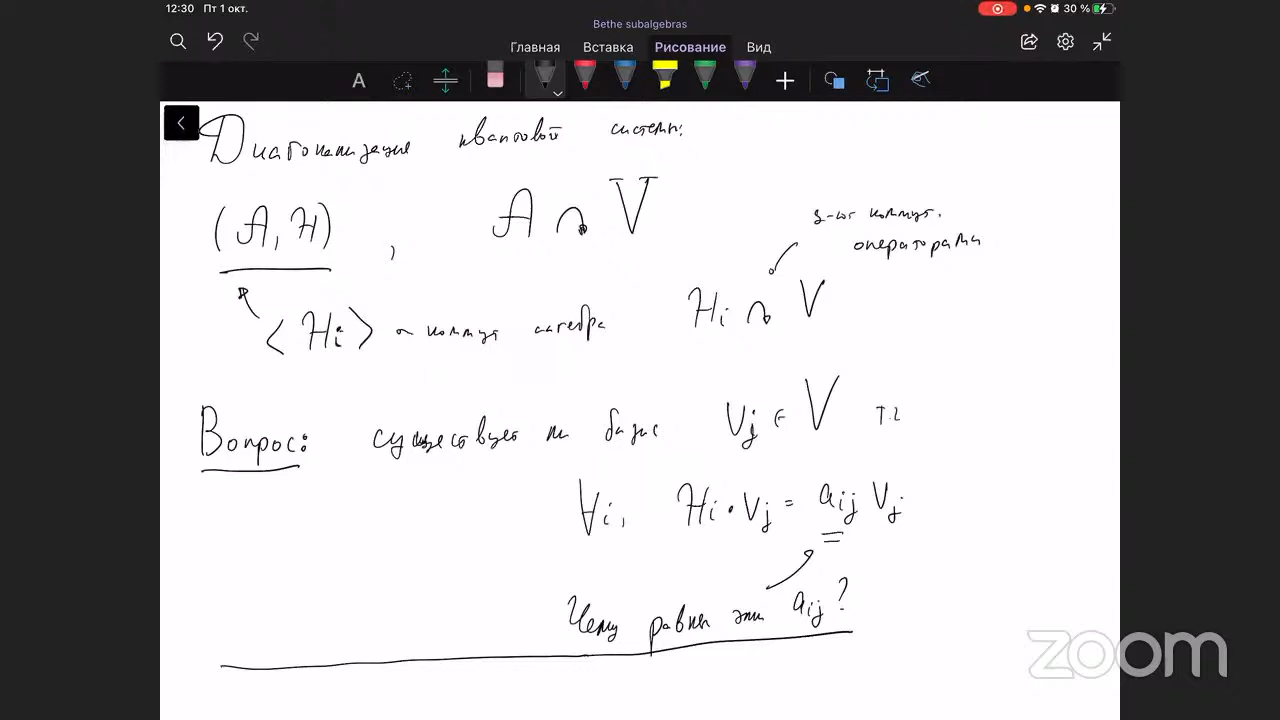 12:30 Пт 1 окт. 30 %
Bethe subalgebras
Главная Вставка Рисование Вид
A
Диагонализация квантовой системы:
(A, H) , A ↷ V
g-ют коммут. операторами
⟨Hi⟩ ~ коммут алгебра Hi ↷ V
Вопрос: существует ли базис Vj ∈ V т.ч
∀i, Hi · Vj = aij Vj
Чему равны эти aij?
zoom